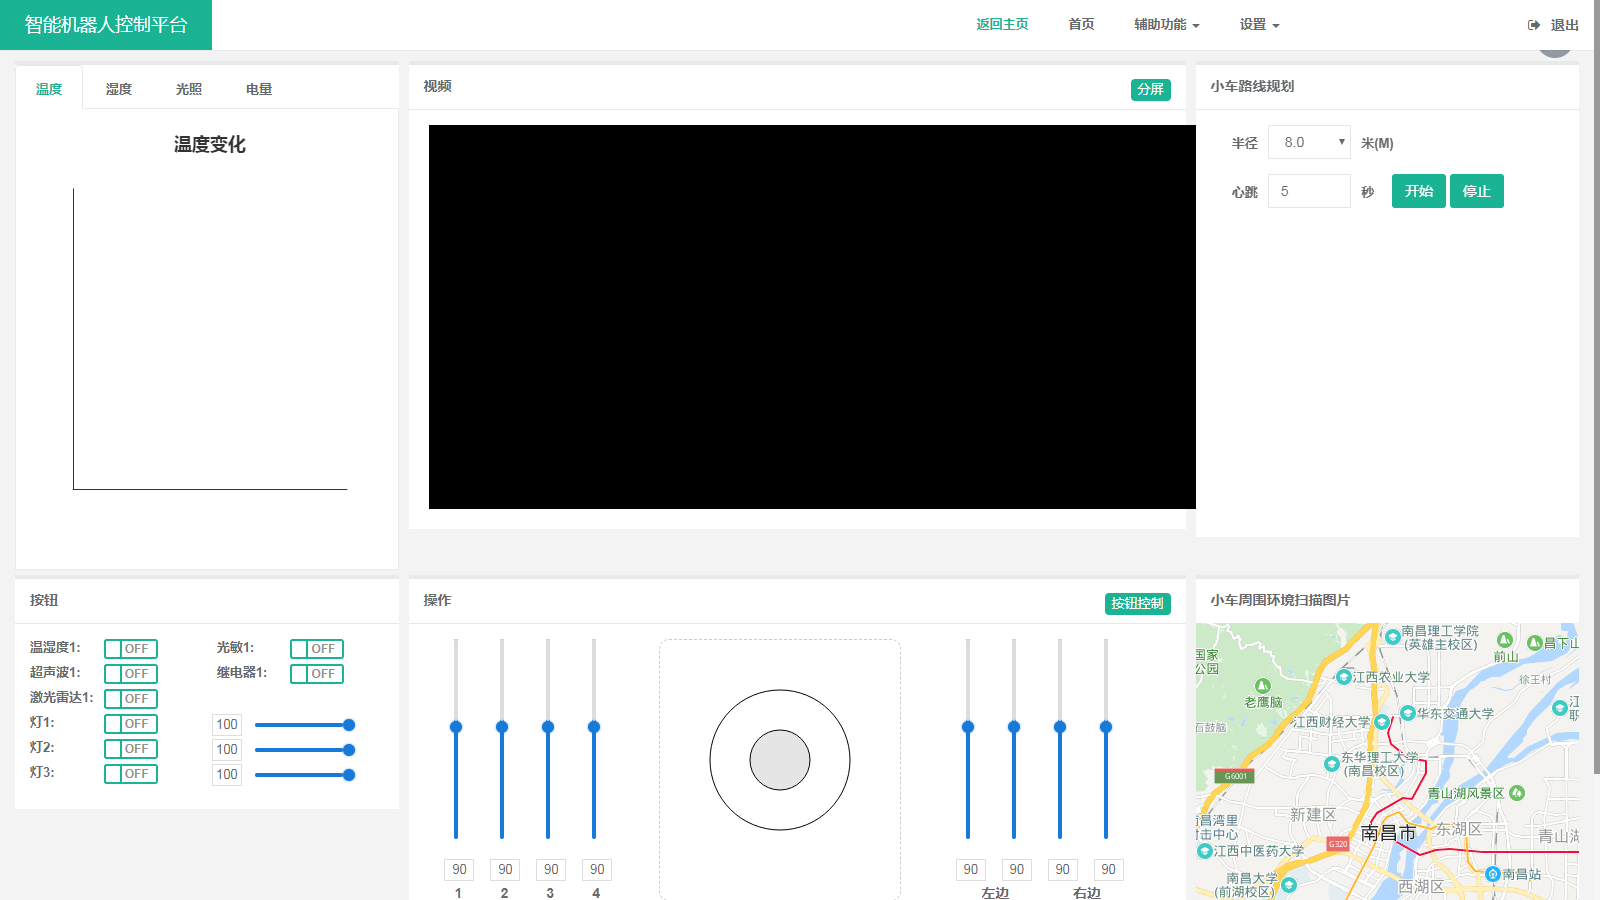 智能机器人控制平台
返回主页 首页 辅助功能 设置 退出
温度 湿度 光照 电量
温度变化
视频 分屏
小车路线规划
半径 8.0 米(M)
心跳 5 秒 开始 停止
按钮
温湿度1: OFF 光敏1: OFF
超声波1: OFF 继电器1: OFF
激光雷达1: OFF
灯1: OFF 100
灯2: OFF 100
灯3: OFF 100
操作 按钮控制
90 90 90 90 90 90 90 90
1 2 3 4 左边 右边
小车周围环境扫描图片
南昌理工学院
(英雄主校区)
国家
公园
前山
昌下山
江西农业大学
徐王村
老鹰脑
石鼓脑
江西财经大学
华东交通大学
江
职
东华理工大学
(南昌校区)
G6001
青山湖风景区
新建区
昌湾里
射击中心
南昌市
东湖区
青山湖
G320
江西中医药大学
南昌大学
(前湖校区)
西湖区
南昌站